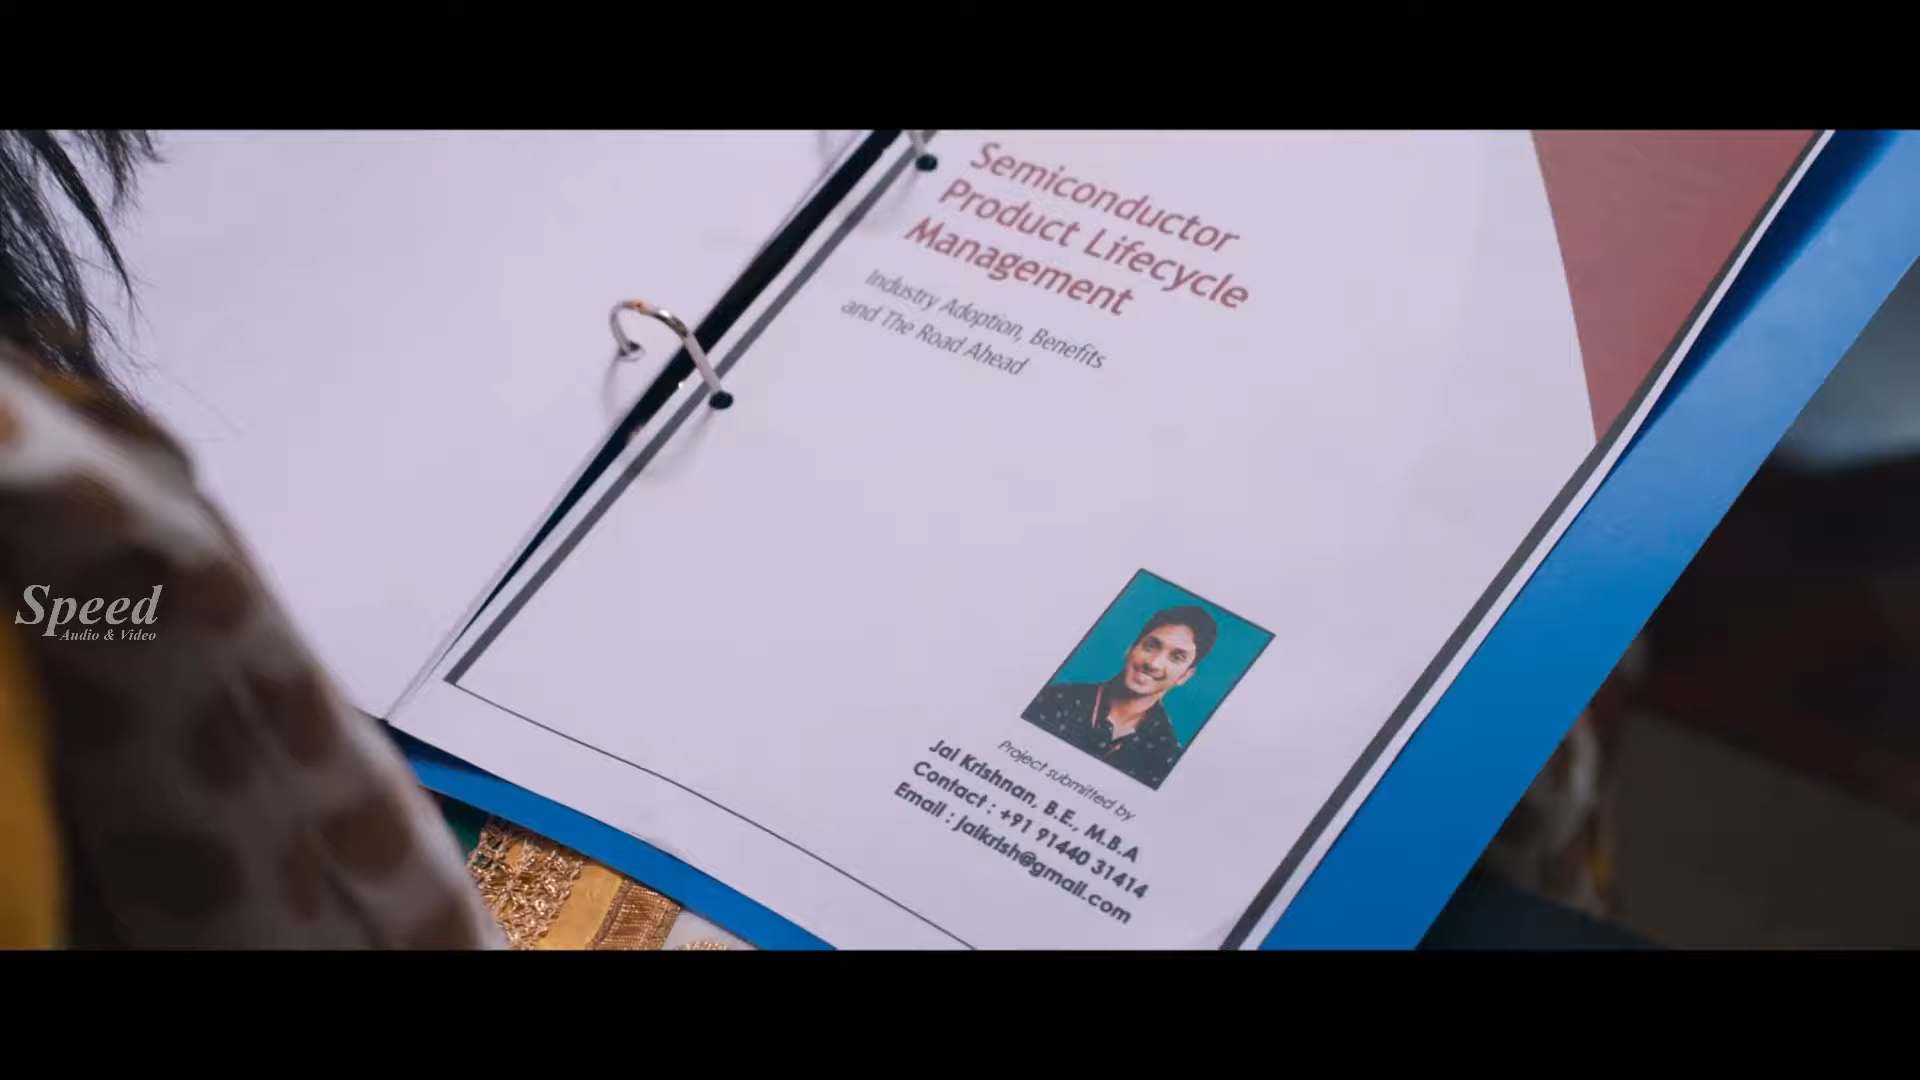 Semiconductor
Product Lifecycle
Management
Industry Adoption, Benefits
and The Road Ahead
Project submitted by
Jai Krishnan, B.E., M.B.A
Contact : +91 91440 31414
Email : jaikrish@gmail.com
Speed
Audio & Video